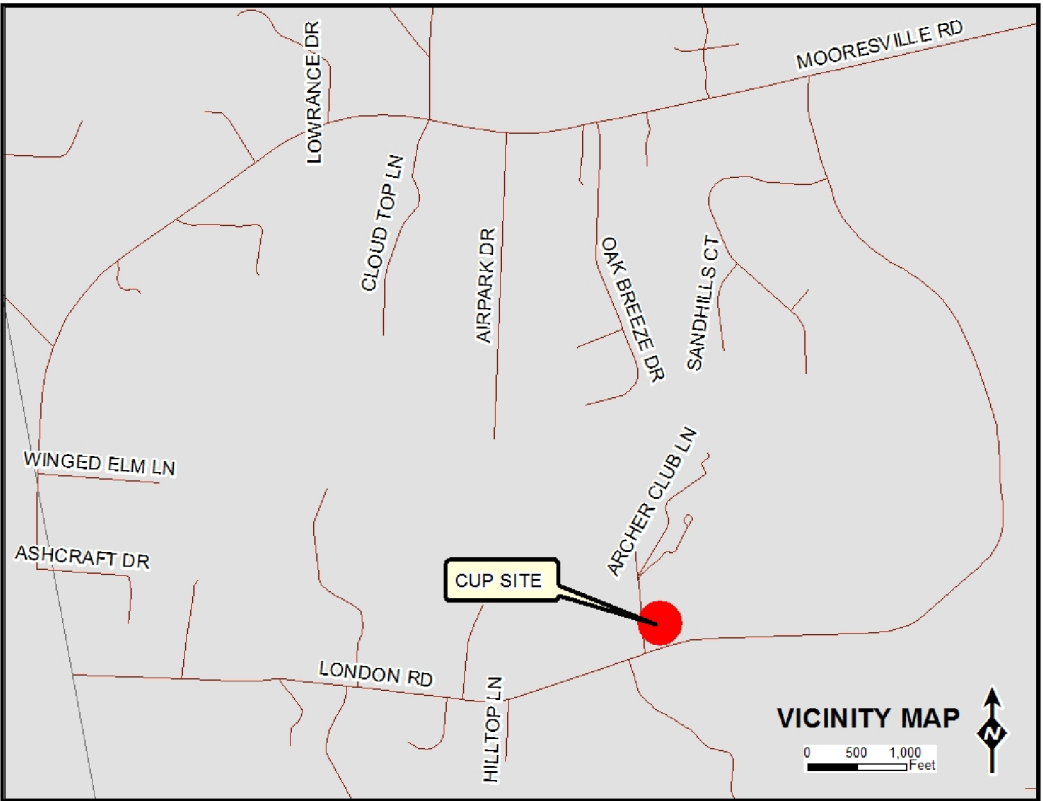 MOORESVILLE RD
LOWRANCE DR
CLOUD TOP LN
AIRPARK DR
OAK BREEZE DR
SANDHILLS CT
WINGED ELM LN
ARCHER CLUB LN
ASHCRAFT DR
CUP SITE
LONDON RD
HILLTOP LN
VICINITY MAP
N
0 500 1,000
Feet